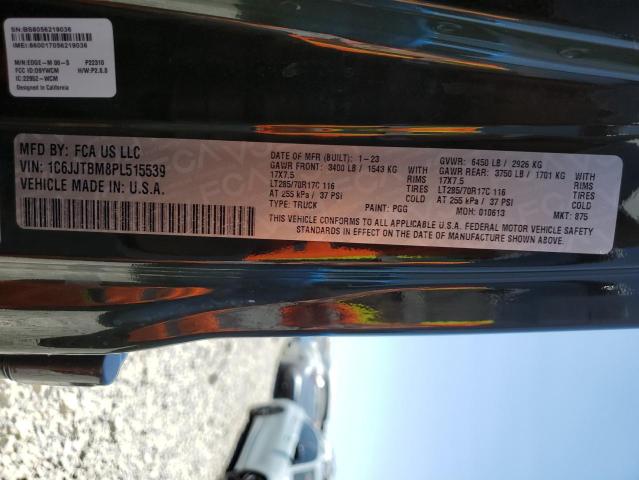 SN:BS8056219036
IMEI:860017056219036
M/N:EDGE-M 00-S P22310
FCC ID:D9YWCM H/W:P2.0.0
IC:22952-WCM
Designed in California
MFD BY: FCA US LLC
VIN: 1C6JJTBM8PL515539
VEHICLE MADE IN U.S.A.
DATE OF MFR (BUILT): 1-23 GVWR: 6450 LB / 2926 KG
GAWR FRONT: 3400 LB / 1543 KG WITH GAWR REAR: 3750 LB / 1701 KG WITH
17X7.5 RIMS 17X7.5 RIMS
LT285/70R17C 116 TIRES LT285/70R17C 116 TIRES
AT 255 kPa / 37 PSI COLD AT 255 kPa / 37 PSI COLD
TYPE: TRUCK PAINT: PGG MDH: 010613 MKT: 875
THIS VEHICLE CONFORMS TO ALL APPLICABLE U.S.A. FEDERAL MOTOR VEHICLE SAFETY
STANDARDS IN EFFECT ON THE DATE OF MANUFACTURE SHOWN ABOVE.